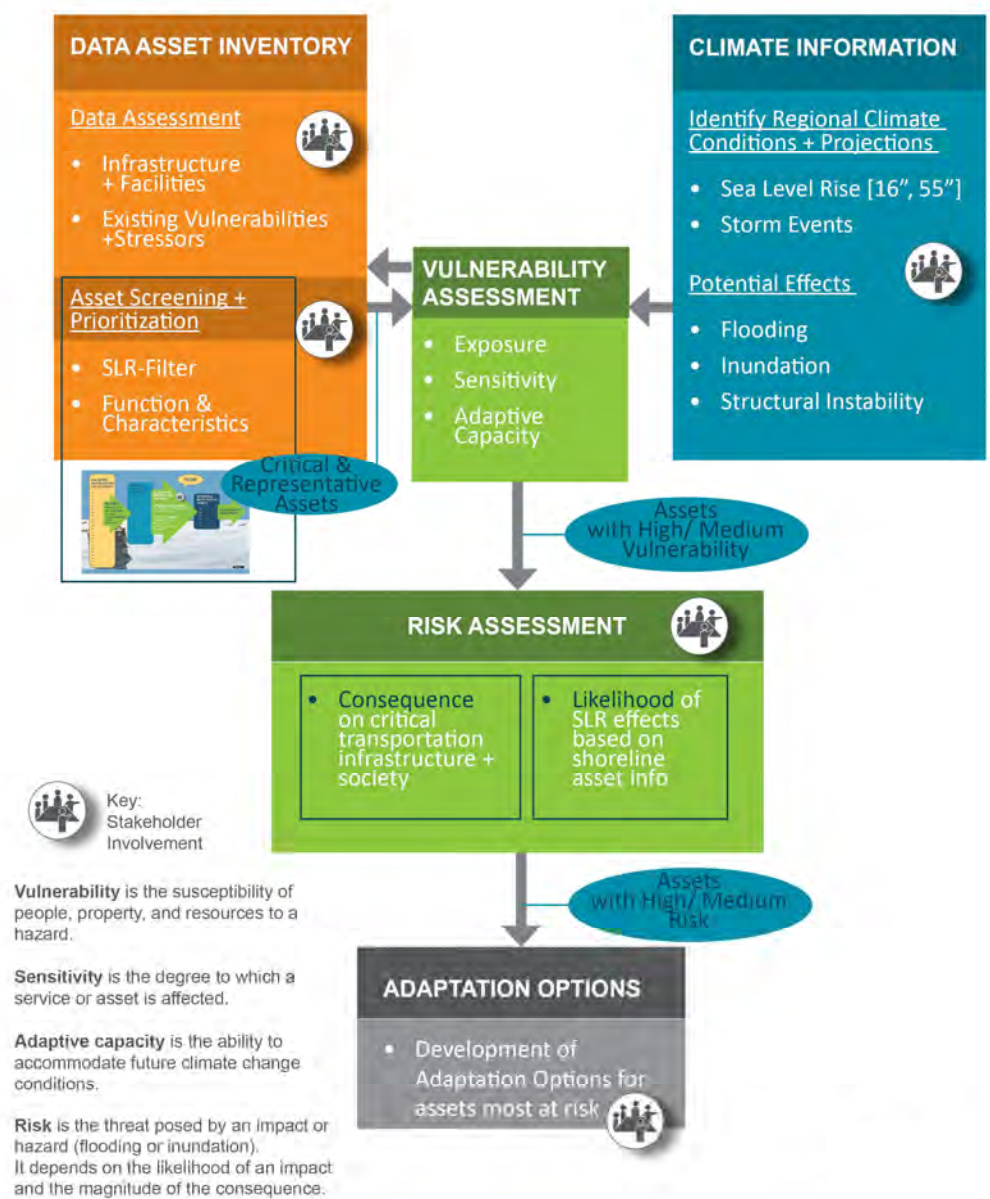 DATA ASSET INVENTORY
Data Assessment
• Infrastructure
+ Facilities
• Existing Vulnerabilities
+Stressors
Asset Screening +
Prioritization
• SLR-Filter
• Function &
Characteristics
Critical &
Representative
Assets
CLIMATE INFORMATION
Identify Regional Climate
Conditions + Projections
• Sea Level Rise [16”, 55”]
• Storm Events
Potential Effects
• Flooding
• Inundation
• Structural Instability
VULNERABILITY
ASSESSMENT
• Exposure
• Sensitivity
• Adaptive
Capacity
Assets
with High/ Medium
Vulnerability
RISK ASSESSMENT
• Consequence
on critical
transportation
infrastructure +
society
• Likelihood of
SLR effects
based on
shoreline
asset info
Assets
with High/ Medium
Risk
ADAPTATION OPTIONS
• Development of
Adaptation Options for
assets most at risk
Key:
Stakeholder
Involvement
Vulnerability is the susceptibility of
people, property, and resources to a
hazard.
Sensitivity is the degree to which a
service or asset is affected.
Adaptive capacity is the ability to
accommodate future climate change
conditions.
Risk is the threat posed by an impact or
hazard (flooding or inundation).
It depends on the likelihood of an impact
and the magnitude of the consequence.